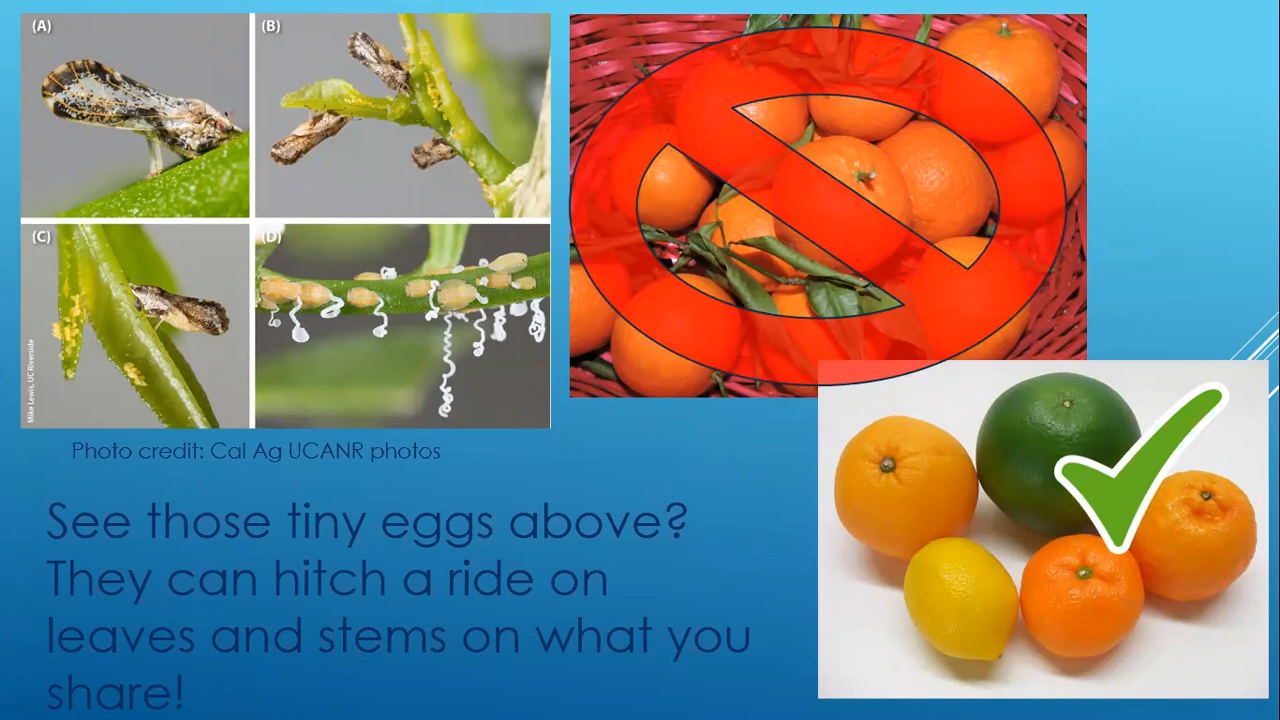 (A)
(B)
(C)
(D)
Mike Lewis, UC Riverside
Photo credit: Cal Ag UCANR photos
See those tiny eggs above?
They can hitch a ride on
leaves and stems on what you
share!